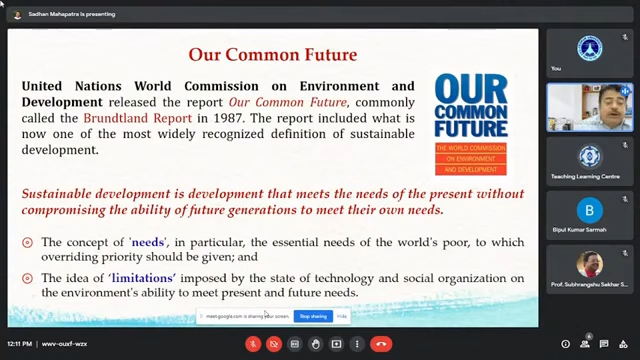 Sadhan Mahapatra is presenting
Our Common Future
United Nations World Commission on Environment and
Development released the report Our Common Future, commonly
called the Brundtland Report in 1987. The report included what is
now one of the most widely recognized definition of sustainable
development.
OUR
COMMON
FUTURE
THE WORLD COMMISSION
ON ENVIRONMENT
AND DEVELOPMENT
Sustainable development is development that meets the needs of the present without
compromising the ability of future generations to meet their own needs.
The concept of 'needs', in particular, the essential needs of the world's poor, to which
overriding priority should be given; and
The idea of 'limitations' imposed by the state of technology and social organization on
the environment's ability to meet present and future needs.
meet.google.com is sharing your screen.
Stop sharing
Hide
You
Teaching Learning Centre
B
Bipul Kumar Sarmah
Prof. Subhrangshu Sekhar S
12:11 PM
wwv-ouxf-wzx